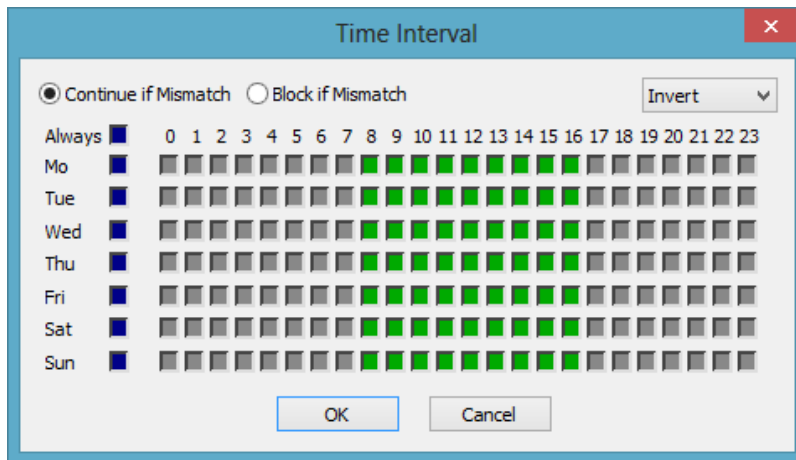 Time Interval
x
Continue if Mismatch Block if Mismatch Invert
Always 0 1 2 3 4 5 6 7 8 9 10 11 12 13 14 15 16 17 18 19 20 21 22 23
Mo
Tue
Wed
Thu
Fri
Sat
Sun
OK Cancel